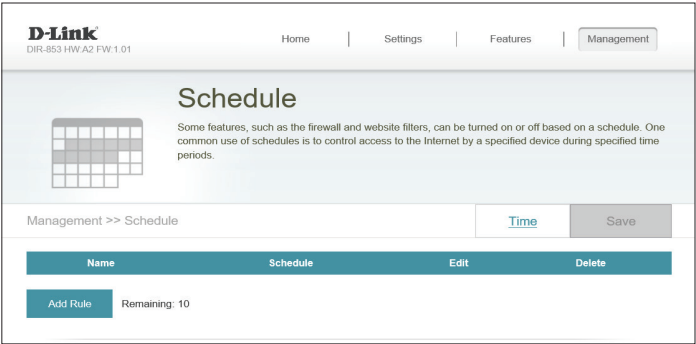 D-Link
DIR-853 HW:A2 FW:1.01
Home | Settings | Features | Management
Schedule
Some features, such as the firewall and website filters, can be turned on or off based on a schedule. One
common use of schedules is to control access to the Internet by a specified device during specified time
periods.
Management >> Schedule Time Save
Name Schedule Edit Delete
Add Rule Remaining: 10